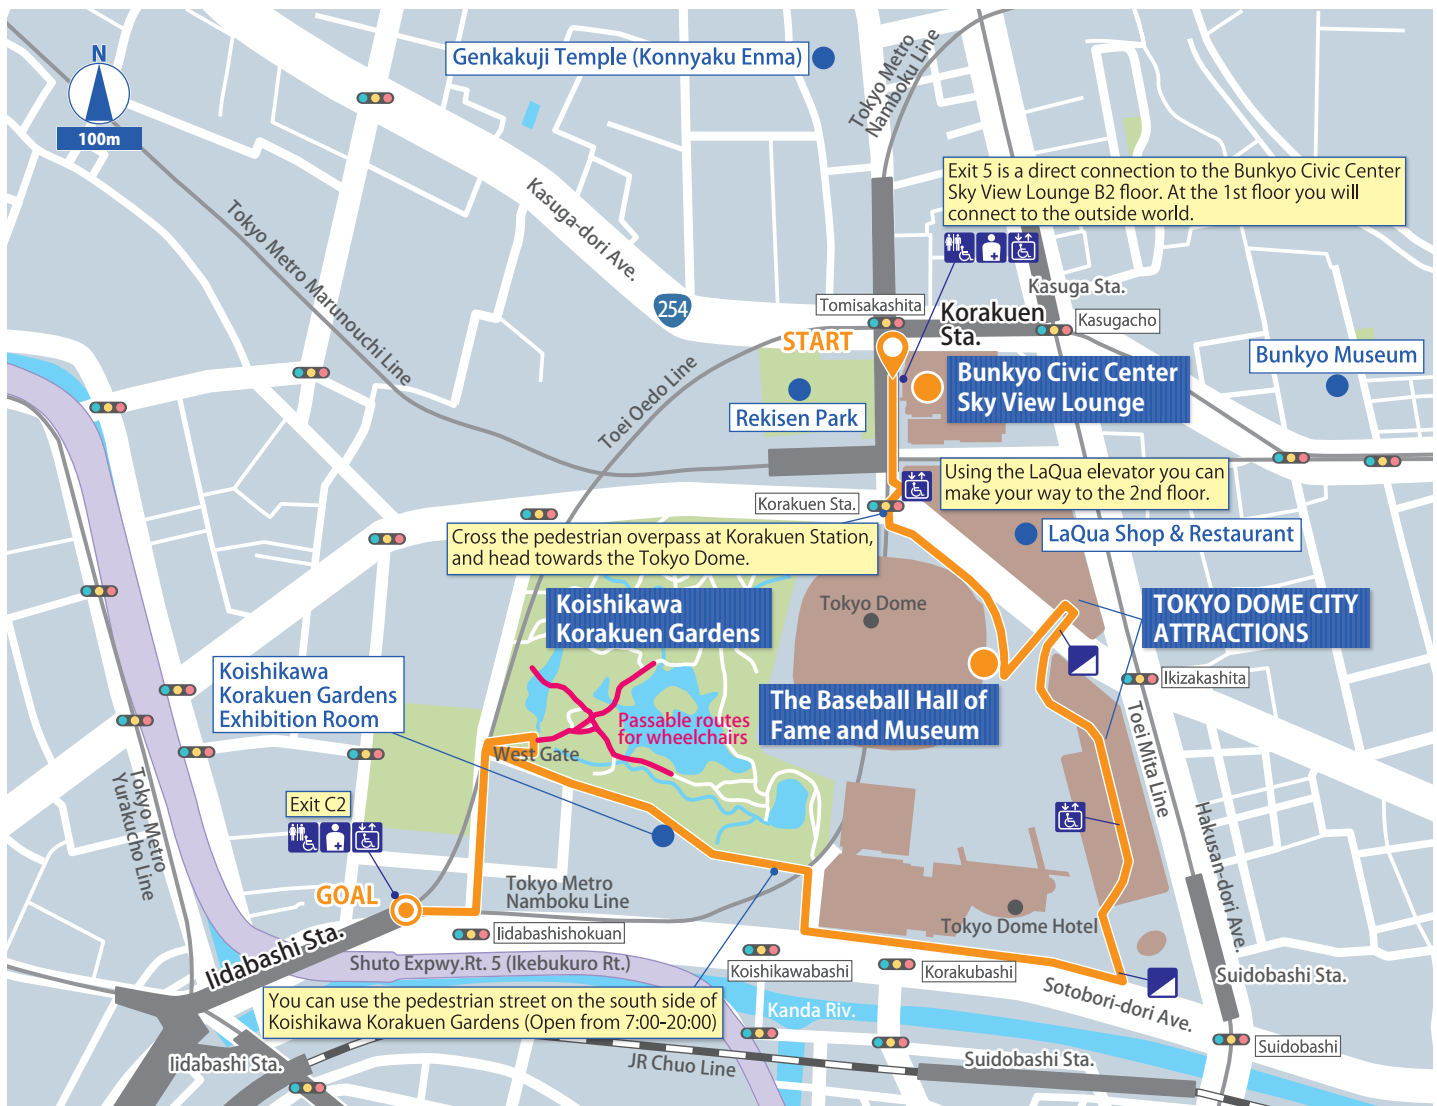 N
100m
Genkakuji Temple (Konnyaku Enma)
Tokyo Metro
Namboku Line
Exit 5 is a direct connection to the Bunkyo Civic Center
Sky View Lounge B2 floor. At the 1st floor you will
connect to the outside world.
Kasuga-dori Ave.
254
Tokyo Metro Marunouchi Line
Toei Oedo Line
Tomisakashita
Kasuga Sta.
Korakuen
Sta.
Kasugacho
START
Bunkyo Civic Center
Sky View Lounge
Bunkyo Museum
Rekisen Park
Using the LaQua elevator you can
make your way to the 2nd floor.
Korakuen Sta.
Cross the pedestrian overpass at Korakuen Station,
and head towards the Tokyo Dome.
LaQua Shop & Restaurant
Koishikawa
Korakuen Gardens
Tokyo Dome
TOKYO DOME CITY
ATTRACTIONS
Koishikawa
Korakuen Gardens
Exhibition Room
Passable routes
for wheelchairs
The Baseball Hall of
Fame and Museum
Ikizakashita
Toei Mita Line
West Gate
Tokyo Metro
Yurakucho Line
Exit C2
Hakusan-dori Ave.
GOAL
Tokyo Metro
Namboku Line
Iidabashi Sta.
Iidabashishokuan
Tokyo Dome Hotel
Shuto Expwy.Rt. 5 (Ikebukuro Rt.)
Koishikawabashi
Korakubashi
Sotobori-dori Ave.
Suidobashi Sta.
You can use the pedestrian street on the south side of
Koishikawa Korakuen Gardens (Open from 7:00-20:00)
Kanda Riv.
Suidobashi
Iidabashi Sta.
JR Chuo Line
Suidobashi Sta.